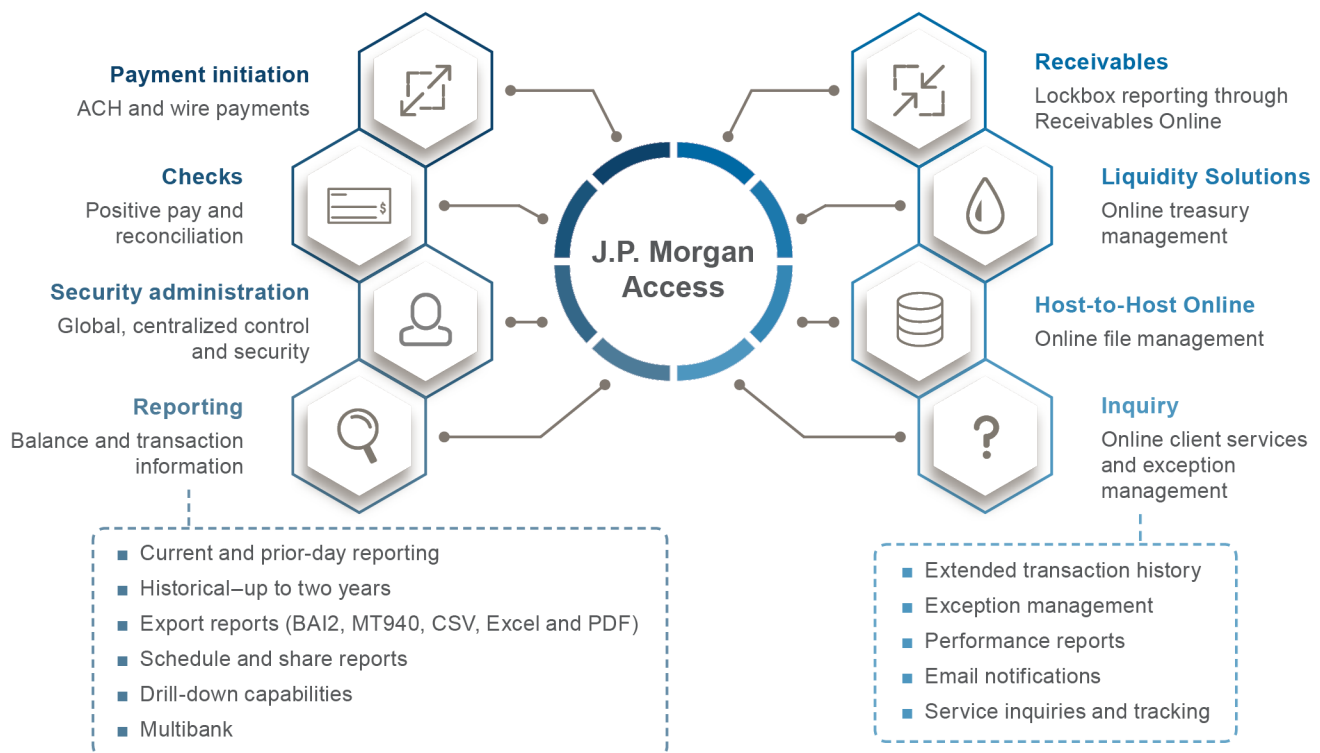 Payment initiation
ACH and wire payments
Checks
Positive pay and
reconciliation
$
Security administration
Global, centralized control
and security
Reporting
Balance and transaction
information
J.P. Morgan
Access
Receivables
Lockbox reporting through
Receivables Online
Liquidity Solutions
Online treasury
management
Host-to-Host Online
Online file management
?
Inquiry
Online client services
and exception
management
■ Current and prior-day reporting
■ Historical–up to two years
■ Export reports (BAI2, MT940, CSV, Excel and PDF)
■ Schedule and share reports
■ Drill-down capabilities
■ Multibank
■ Extended transaction history
■ Exception management
■ Performance reports
■ Email notifications
■ Service inquiries and tracking